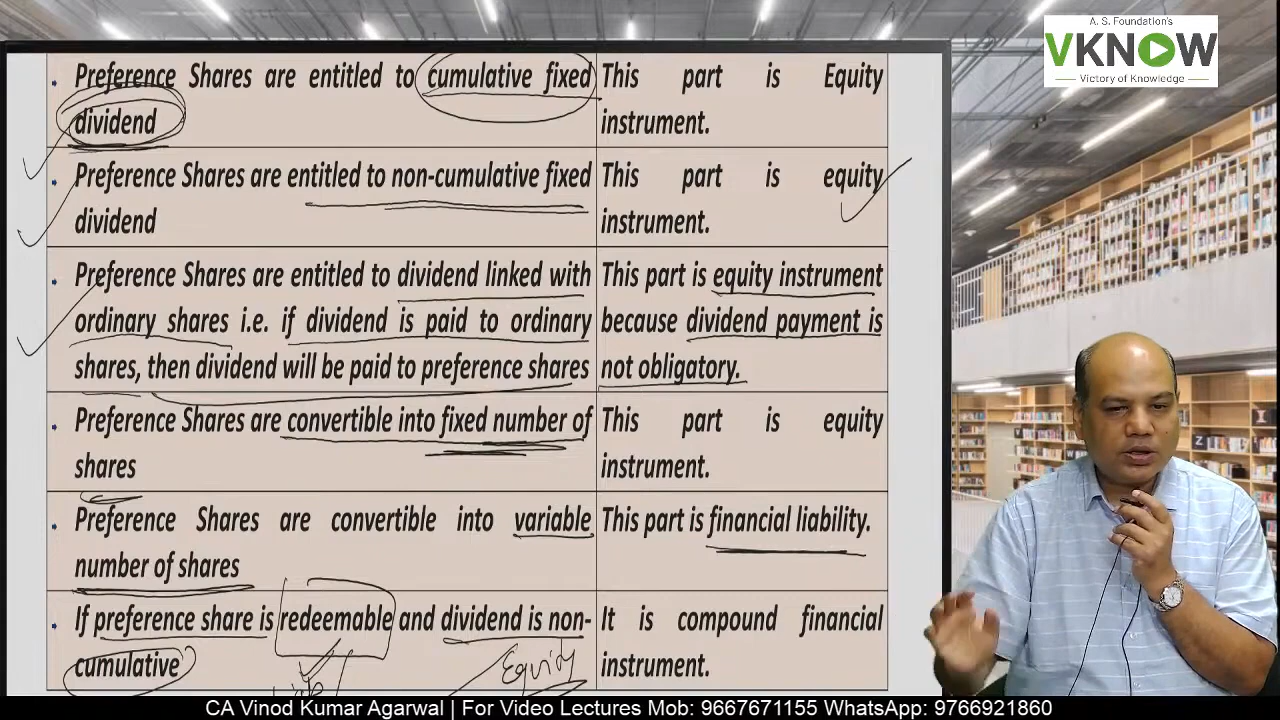 A. S. Foundation's
VKNOW
Victory of Knowledge
Preference Shares are entitled to cumulative fixed
dividend
This part is Equity
instrument.
Preference Shares are entitled to non-cumulative fixed
dividend
This part is equity
instrument.
Preference Shares are entitled to dividend linked with
ordinary shares i.e. if dividend is paid to ordinary
shares, then dividend will be paid to preference shares
This part is equity instrument
because dividend payment is
not obligatory.
Preference Shares are convertible into fixed number of
shares
This part is equity
instrument.
Preference Shares are convertible into variable
number of shares
This part is financial liability.
If preference share is redeemable and dividend is non-
cumulative
It is compound financial
instrument.
Equity
CA Vinod Kumar Agarwal | For Video Lectures Mob: 9667671155 WhatsApp: 9766921860